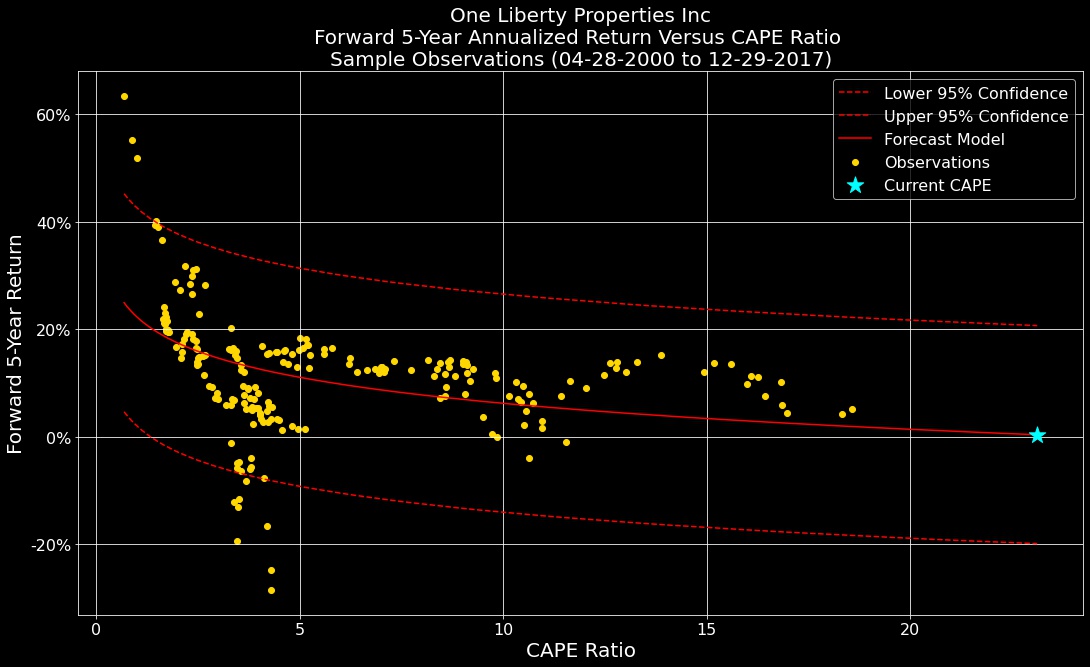 One Liberty Properties Inc
Forward 5-Year Annualized Return Versus CAPE Ratio
Sample Observations (04-28-2000 to 12-29-2017)
Lower 95% Confidence
Upper 95% Confidence
Forecast Model
Observations
Current CAPE
Forward 5-Year Return
60%
40%
20%
0%
-20%
0 5 10 15 20
CAPE Ratio